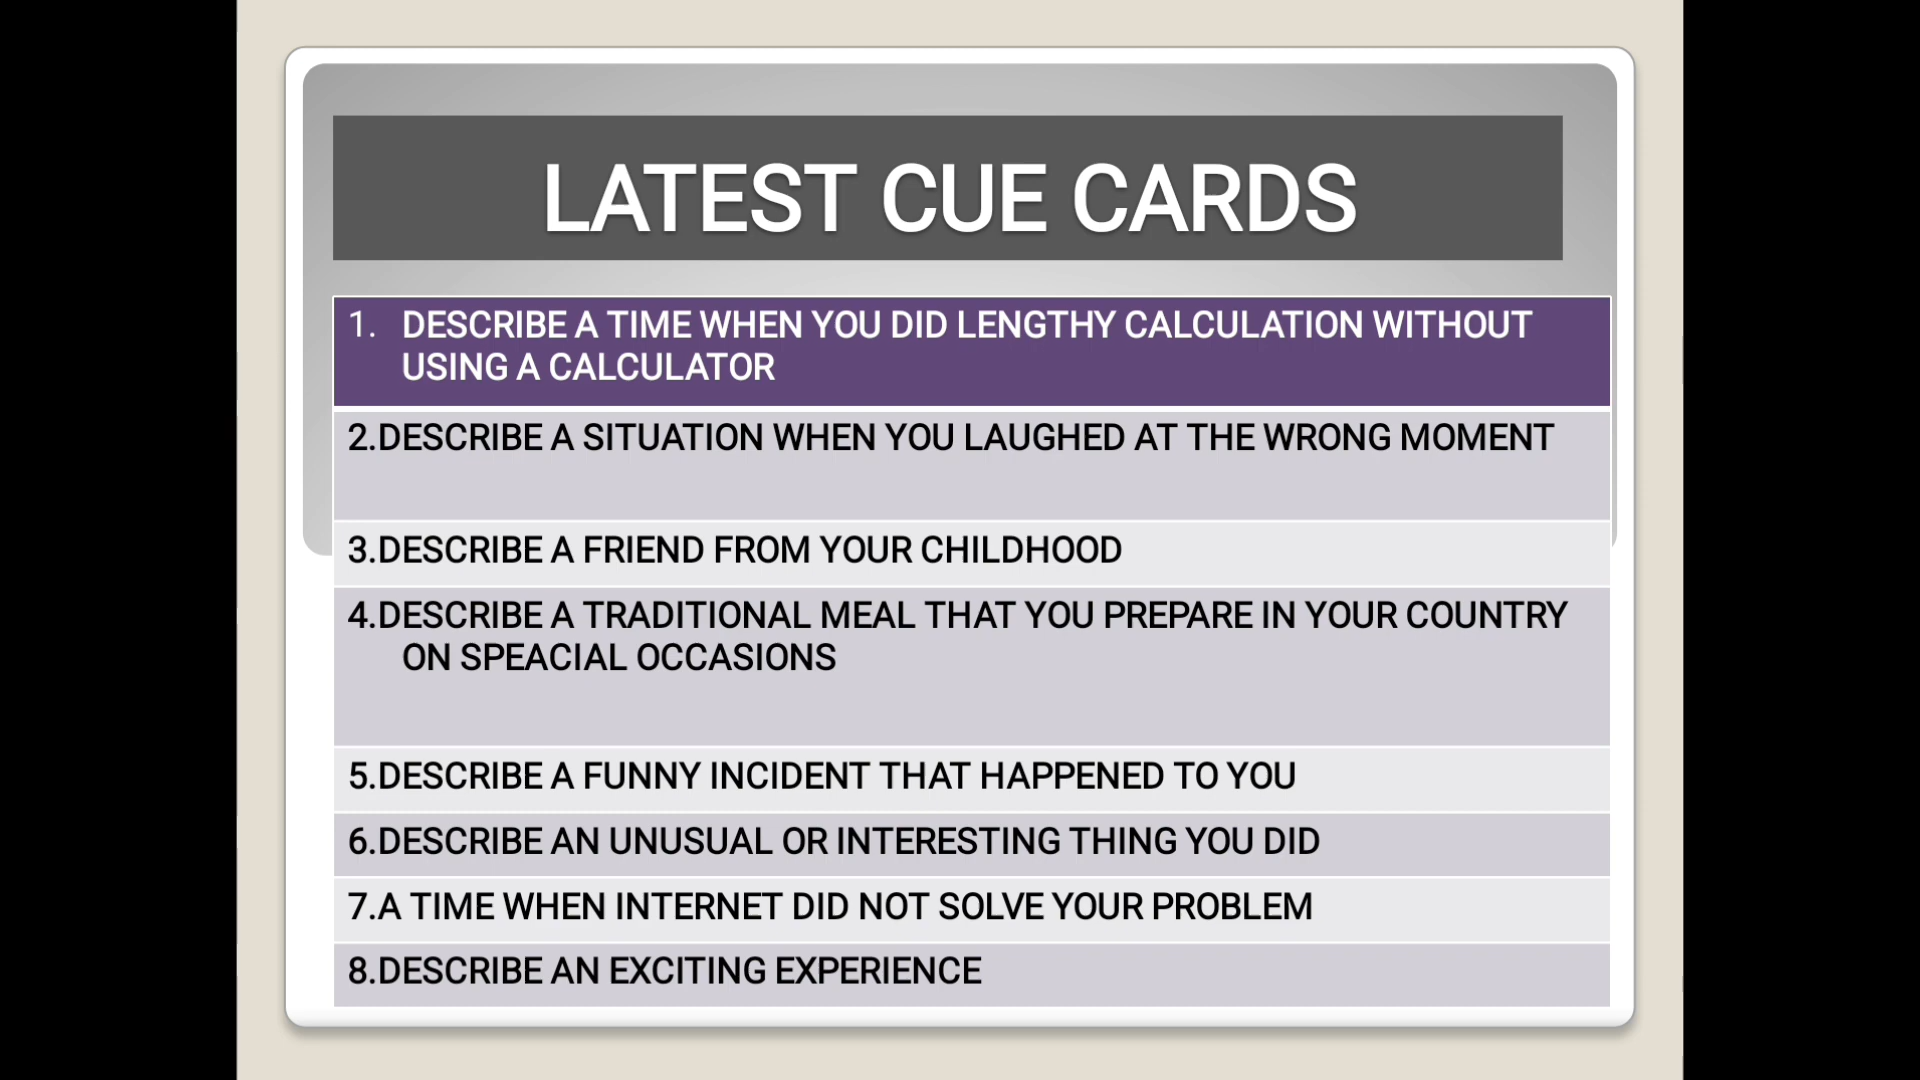 LATEST CUE CARDS
1. DESCRIBE A TIME WHEN YOU DID LENGTHY CALCULATION WITHOUT
USING A CALCULATOR
2.DESCRIBE A SITUATION WHEN YOU LAUGHED AT THE WRONG MOMENT
3.DESCRIBE A FRIEND FROM YOUR CHILDHOOD
4.DESCRIBE A TRADITIONAL MEAL THAT YOU PREPARE IN YOUR COUNTRY
ON SPEACIAL OCCASIONS
5.DESCRIBE A FUNNY INCIDENT THAT HAPPENED TO YOU
6.DESCRIBE AN UNUSUAL OR INTERESTING THING YOU DID
7.A TIME WHEN INTERNET DID NOT SOLVE YOUR PROBLEM
8.DESCRIBE AN EXCITING EXPERIENCE